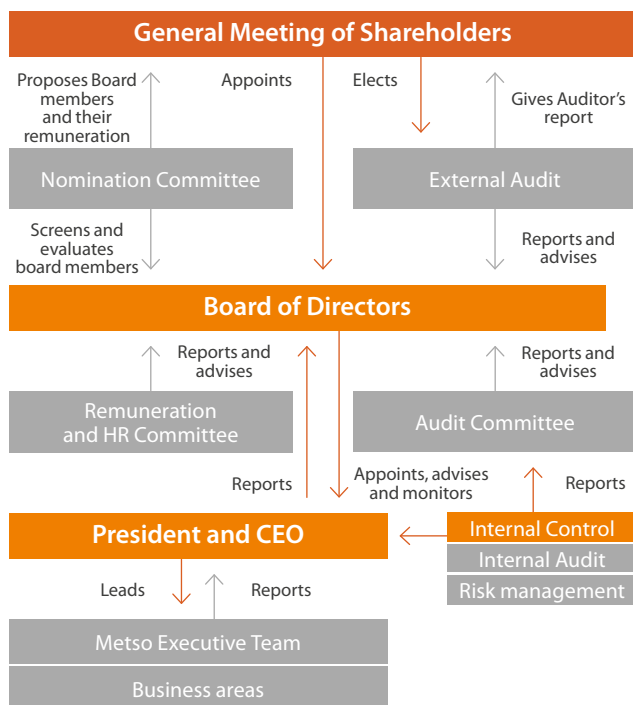 General Meeting of Shareholders
Proposes Board
members
and their
remuneration
Appoints
Elects
Gives Auditor’s
report
Nomination Committee
External Audit
Screens and
evaluates
board members
Reports and
advises
Board of Directors
Reports and
advises
Reports and
advises
Remuneration
and HR Committee
Audit Committee
Reports
Appoints, advises
and monitors
Reports
President and CEO
Internal Control
Internal Audit
Risk management
Leads
Reports
Metso Executive Team
Business areas